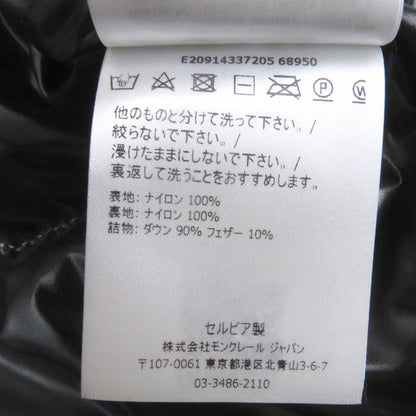 E20914337205 68950
他のものと分けて洗って下さい。/
絞らないで下さい。/
浸けたままにしないで下さい。/
裏返して洗うことをおすすめします。
表地: ナイロン 100%
裏地: ナイロン 100%
詰物: ダウン 90% フェザー 10%
セルビア製
株式会社モンクレール ジャパン
〒107-0061 東京都港区北青山3-6-7
03-3486-2110